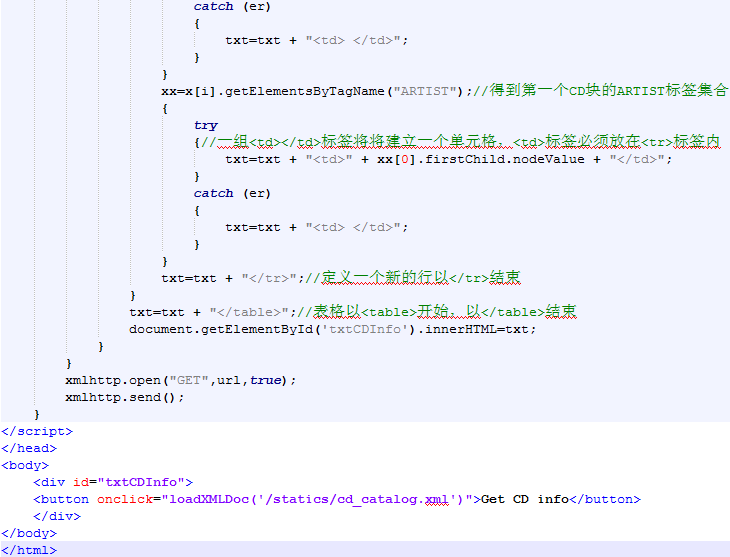 catch (er)
{
txt=txt + "<td> </td>";
}
}
xx=x[i].getElementsByTagName("ARTIST");//得到第一个CD块的ARTIST标签集合
{
try
{//一组<td></td>标签将将建立一个单元格，<td>标签必须放在<tr>标签内
txt=txt + "<td>" + xx[0].firstChild.nodeValue + "</td>";
}
catch (er)
{
txt=txt + "<td> </td>";
}
}
txt=txt + "</tr>";//定义一个新的行以</tr>结束
}
txt=txt + "</table>";//表格以<table>开始，以</table>结束
document.getElementById('txtCDInfo').innerHTML=txt;
}
}
xmlhttp.open("GET",url,true);
xmlhttp.send();
}
</script>
</head>
<body>
<div id="txtCDInfo">
<button onclick="loadXMLDoc('/statics/cd_catalog.xml')">Get CD info</button>
</div>
</body>
</html>